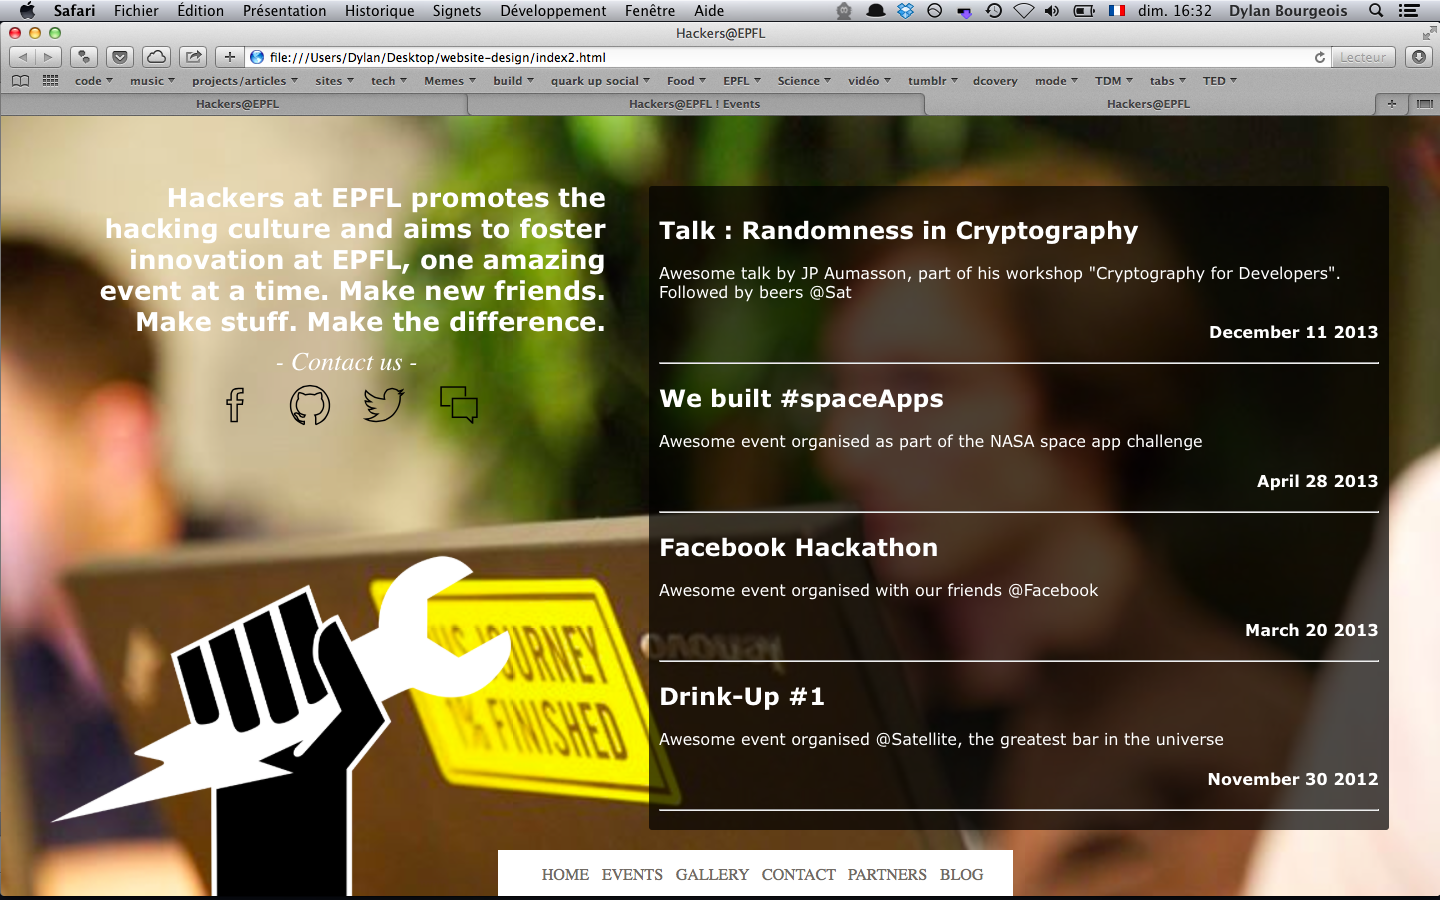 Safari Fichier Édition Présentation Historique Signets Développement Fenêtre Aide dim. 16:32 Dylan Bourgeois
Hackers@EPFL
file:///Users/Dylan/Desktop/website-design/index2.html
Lecteur
code music projects/articles sites tech Memes build quark up social Food EPFL Science vidéo tumblr dcovery mode TDM tabs TED
Hackers@EPFL Hackers@EPFL ! Events Hackers@EPFL
Hackers at EPFL promotes the
hacking culture and aims to foster
innovation at EPFL, one amazing
event at a time. Make new friends.
Make stuff. Make the difference.
- Contact us -
Talk : Randomness in Cryptography
Awesome talk by JP Aumasson, part of his workshop "Cryptography for Developers".
Followed by beers @Sat
December 11 2013
We built #spaceApps
Awesome event organised as part of the NASA space app challenge
April 28 2013
Facebook Hackathon
Awesome event organised with our friends @Facebook
March 20 2013
Drink-Up #1
Awesome event organised @Satellite, the greatest bar in the universe
November 30 2012
JOURNEY
1% FINISHED
lenovo
HOME EVENTS GALLERY CONTACT PARTNERS BLOG